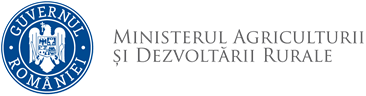 GUVERNUL
ROMÂNIEI
MINISTERUL AGRICULTURII
ȘI DEZVOLTĂRII RURALE